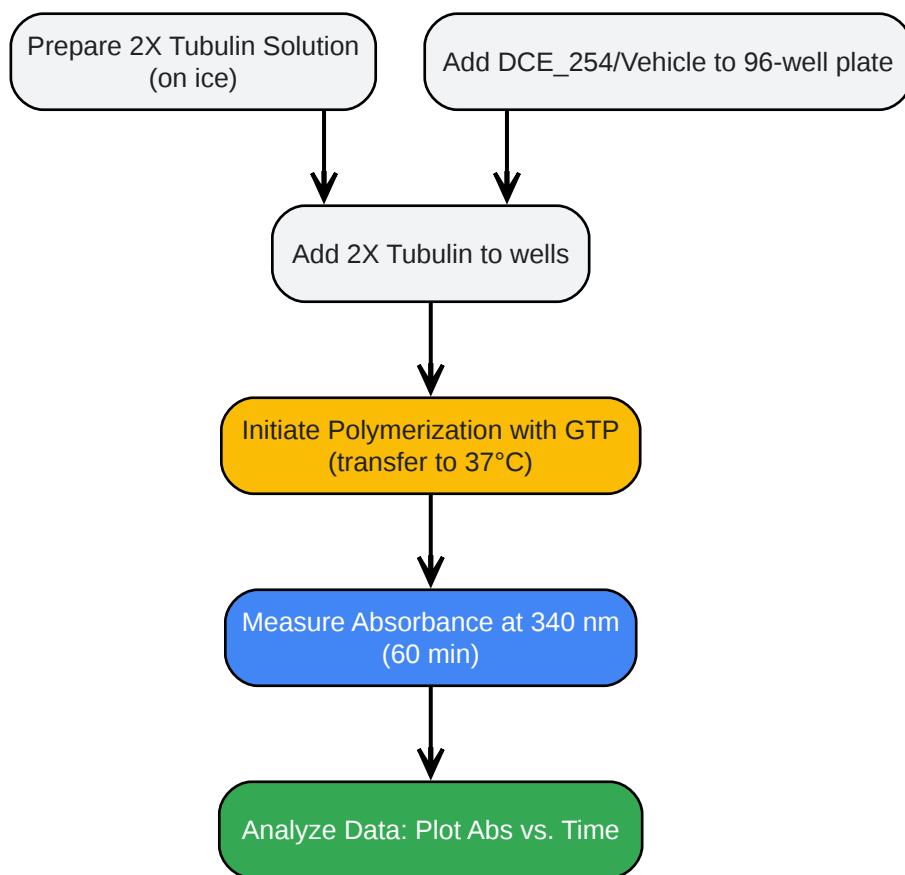 Prepare 2X Tubulin Solution
(on ice)
Add DCE_254/Vehicle to 96-well plate
Add 2X Tubulin to wells
Initiate Polymerization with GTP
(transfer to 37°C)
Measure Absorbance at 340 nm
(60 min)
Analyze Data: Plot Abs vs. Time